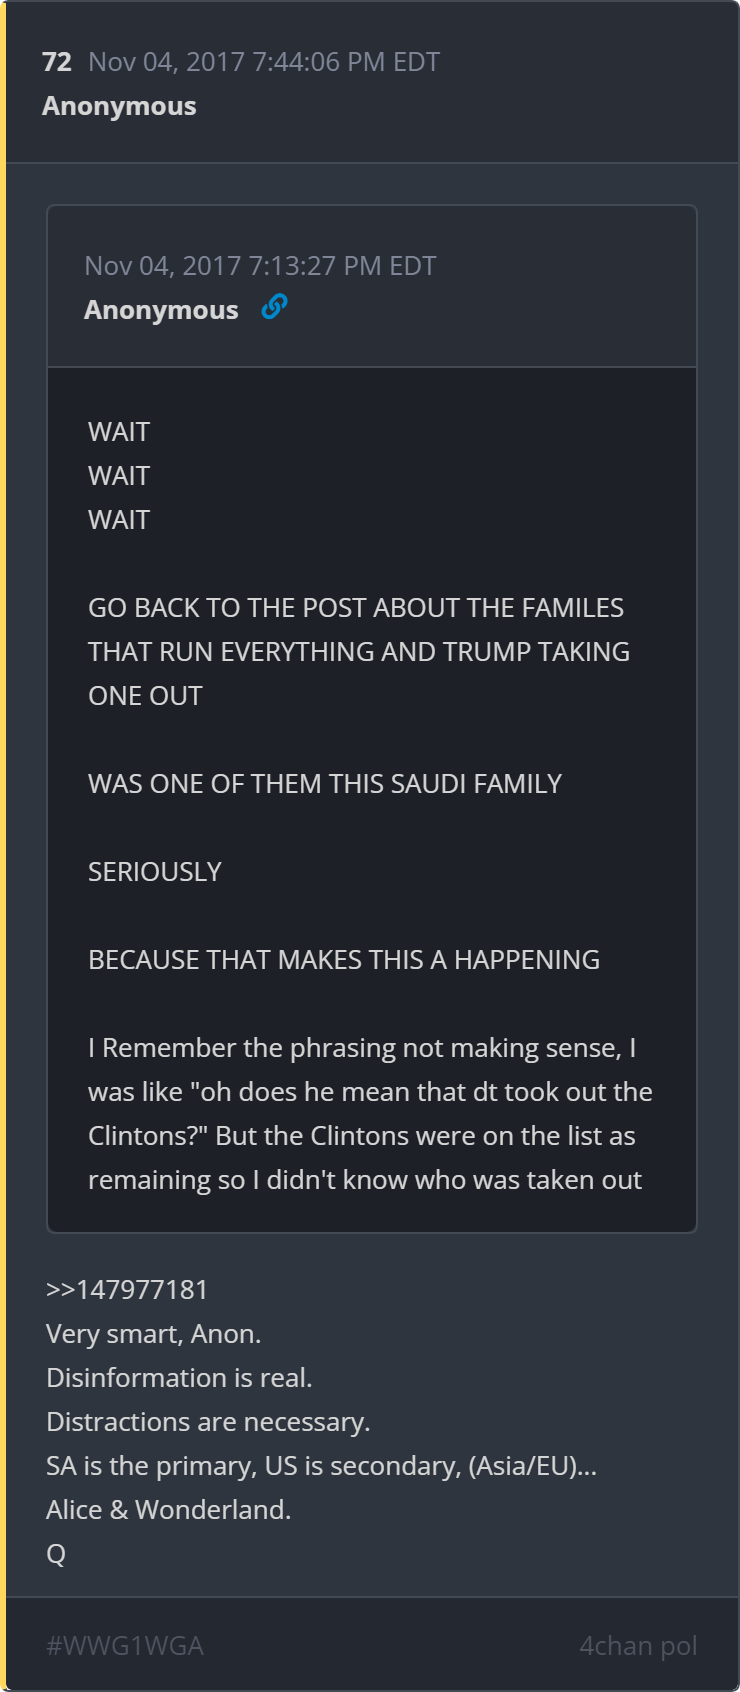 72 Nov 04, 2017 7:44:06 PM EDT
Anonymous
Nov 04, 2017 7:13:27 PM EDT
Anonymous
WAIT
WAIT
WAIT
GO BACK TO THE POST ABOUT THE FAMILES
THAT RUN EVERYTHING AND TRUMP TAKING
ONE OUT
WAS ONE OF THEM THIS SAUDI FAMILY
SERIOUSLY
BECAUSE THAT MAKES THIS A HAPPENING
I Remember the phrasing not making sense, I
was like "oh does he mean that dt took out the
Clintons?" But the Clintons were on the list as
remaining so I didn't know who was taken out
>>147977181
Very smart, Anon.
Disinformation is real.
Distractions are necessary.
SA is the primary, US is secondary, (Asia/EU)...
Alice & Wonderland.
Q
#WWG1WGA 4chan pol